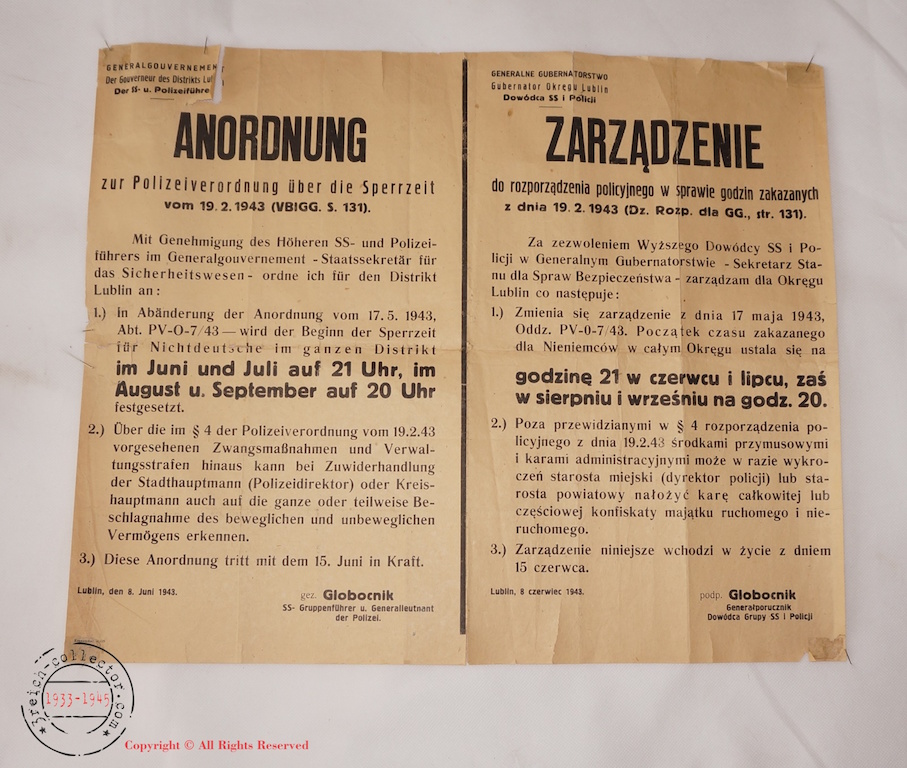 GENERALGOUVERNEMEN
Der Gouverneur des Distrikts Lu
Der SS- u. Polizeiführe
ANORDNUNG
zur Polizeiverordnung über die Sperrzeit
vom 19. 2. 1943 (VBlGG. S. 131).
Mit Genehmigung des Höheren SS- und Polizei-
führers im Generalgouvernement - Staatssekretär für
das Sicherheitswesen - ordne ich für den Distrikt
Lublin an :
1.) in Abänderung der Anordnung vom 17. 5. 1943,
Abt. PV-O-7/43 — wird der Beginn der Sperrzeit
für Nichtdeutsche im ganzen Distrikt
im Juni und Juli auf 21 Uhr, im
August u. September auf 20 Uhr
festgesetzt.
2.) Über die im § 4 der Polizeiverordnung vom 19.2.43
vorgesehenen Zwangsmaßnahmen und Verwal-
tungsstrafen hinaus kann bei Zuwiderhandlung
der Stadthauptmann (Polizeidirektor) oder Kreis-
hauptmann auch auf die ganze oder teilweise Be-
schlagnahme des beweglichen und unbeweglichen
Vermögens erkennen.
3.) Diese Anordnung tritt mit dem 15. Juni in Kraft.
Lublin, den 8. Juni 1943.
gez. Globocnik
SS- Gruppenführer u. Generalleutnant
der Polizei.
GENERALNE GUBERNATORSTWO
Gubernator Okręgu Lublin
Dowódca SS i Policji
ZARZĄDZENIE
do rozporządzenia policyjnego w sprawie godzin zakazanych
z dnia 19. 2. 1943 (Dz. Rozp. dla GG., str. 131).
Za zezwoleniem Wyższego Dowódcy SS i Po-
licji w Generalnym Gubernatorstwie - Sekretarz Sta-
nu dla Spraw Bezpieczeństwa - zarządzam dla Okręgu
Lublin co następuje :
1.) Zmienia się zarządzenie z dnia 17 maja 1943,
Oddz. PV-0-7/43. Początek czasu zakazanego
dla Nieniemców w całym Okręgu ustala się na
godzinę 21 w czerwcu i lipcu, zaś
w sierpniu i wrześniu na godz. 20.
2.) Poza przewidzianymi w § 4 rozporządzenia po-
licyjnego z dnia 19.2.43 środkami przymusowymi
i karami administracyjnymi może w razie wykro-
czeń starosta miejski (dyrektor policji) lub sta-
rosta powiatowy nałożyć karę całkowitej lub
częściowej konfiskaty majątku ruchomego i nie-
ruchomego.
3.) Zarządzenie niniejsze wchodzi w życie z dniem
15 czerwca.
Lublin, 8 czerwiec 1943.
podp. Globocnik
Generałporucznik
Dowódca Grupy SS i Policji
3reich-collector.com
1933-1945
Copyright © All Rights Reserved